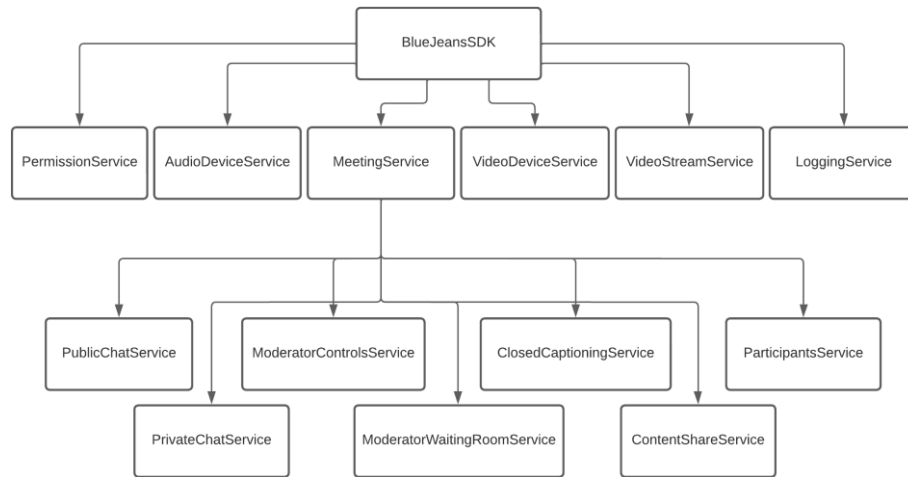 BlueJeansSDK
PermissionService
AudioDeviceService
MeetingService
VideoDeviceService
VideoStreamService
LoggingService
PublicChatService
ModeratorControlsService
ClosedCaptioningService
ParticipantsService
PrivateChatService
ModeratorWaitingRoomService
ContentShareService